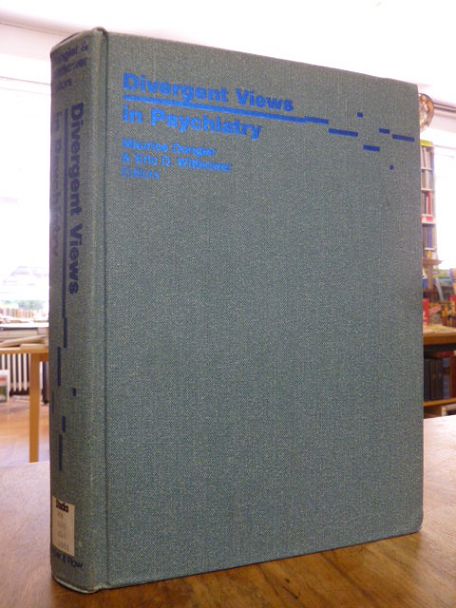 Divergent Views
in Psychiatry
Maurice Dongier
& Eric D. Wittkower
Editors
Divergent Views
in Psychiatry